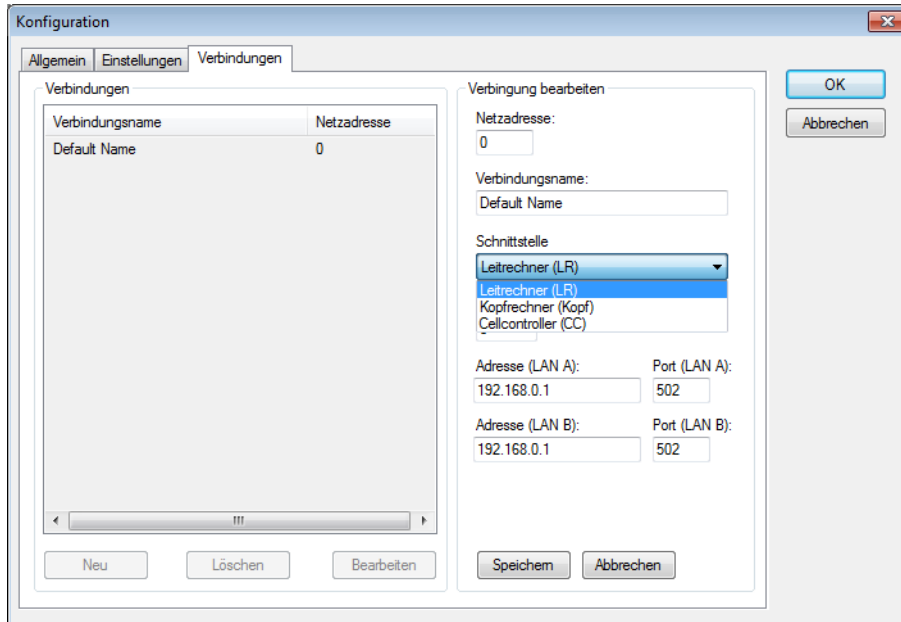 Konfiguration
Allgemein Einstellungen Verbindungen
Verbindungen
Verbindungsname Netzadresse
Default Name 0
Neu Löschen Bearbeiten
Verbingung bearbeiten
Netzadresse:
0
Verbindungsname:
Default Name
Schnittstelle
Leitrechner (LR)
Leitrechner (LR)
Kopfrechner (Kopf)
Cellcontroller (CC)
Adresse (LAN A): Port (LAN A):
192.168.0.1 502
Adresse (LAN B): Port (LAN B):
192.168.0.1 502
Speichern Abbrechen
OK
Abbrechen